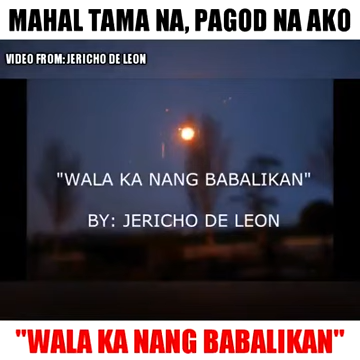 MAHAL TAMA NA, PAGOD NA AKO
VIDEO FROM: JERICHO DE LEON
"WALA KA NANG BABALIKAN"
BY: JERICHO DE LEON
"WALA KA NANG BABALIKAN"